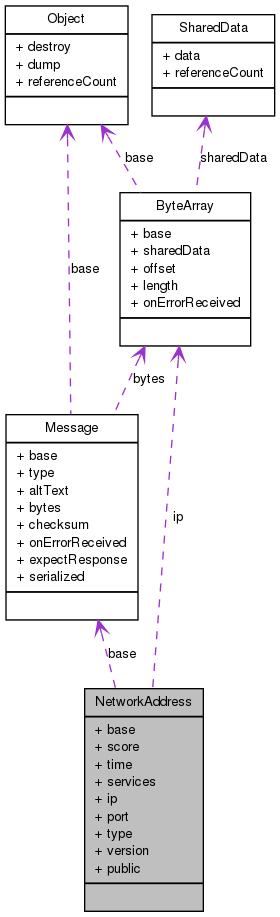 Object
+ destroy
+ dump
+ referenceCount
SharedData
+ data
+ referenceCount
base
sharedData
ByteArray
+ base
+ sharedData
+ offset
+ length
+ onErrorReceived
base
bytes
Message
+ base
+ type
+ altText
+ bytes
+ checksum
+ onErrorReceived
+ expectResponse
+ serialized
ip
base
NetworkAddress
+ base
+ score
+ time
+ services
+ ip
+ port
+ type
+ version
+ public